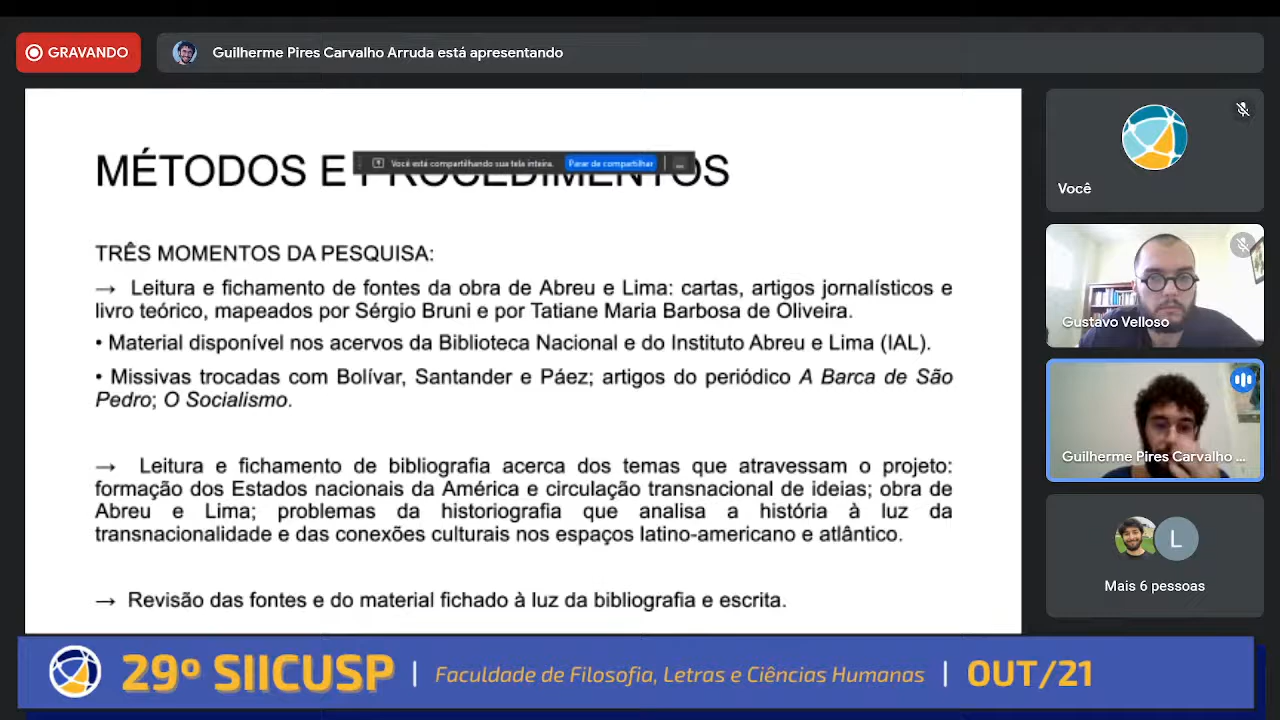 GRAVANDO
Guilherme Pires Carvalho Arruda está apresentando
MÉTODOS E PROCEDIMENTOS
Você está compartilhando sua tela inteira.
Parar de compartilhar
TRÊS MOMENTOS DA PESQUISA:
→ Leitura e fichamento de fontes da obra de Abreu e Lima: cartas, artigos jornalísticos e
livro teórico, mapeados por Sérgio Bruni e por Tatiane Maria Barbosa de Oliveira.
• Material disponível nos acervos da Biblioteca Nacional e do Instituto Abreu e Lima (IAL).
• Missivas trocadas com Bolívar, Santander e Páez; artigos do periódico A Barca de São
Pedro; O Socialismo.
→ Leitura e fichamento de bibliografia acerca dos temas que atravessam o projeto:
formação dos Estados nacionais da América e circulação transnacional de ideias; obra de
Abreu e Lima; problemas da historiografia que analisa a história à luz da
transnacionalidade e das conexões culturais nos espaços latino-americano e atlântico.
→ Revisão das fontes e do material fichado à luz da bibliografia e escrita.
Você
Gustavo Velloso
Guilherme Pires Carvalho ...
L
Mais 6 pessoas
29º SIICUSP | Faculdade de Filosofia, Letras e Ciências Humanas | OUT/21